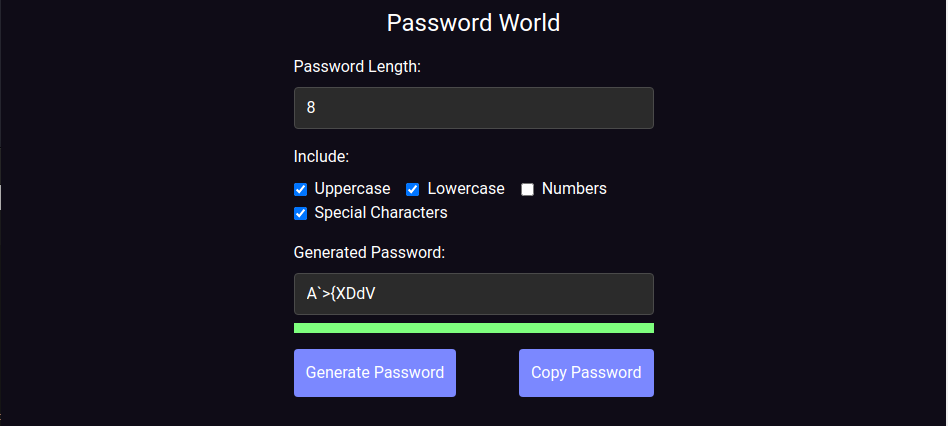 Password World
Password Length:
8
Include:
Uppercase Lowercase Numbers
Special Characters
Generated Password:
A`>{XDdV
Generate Password Copy Password